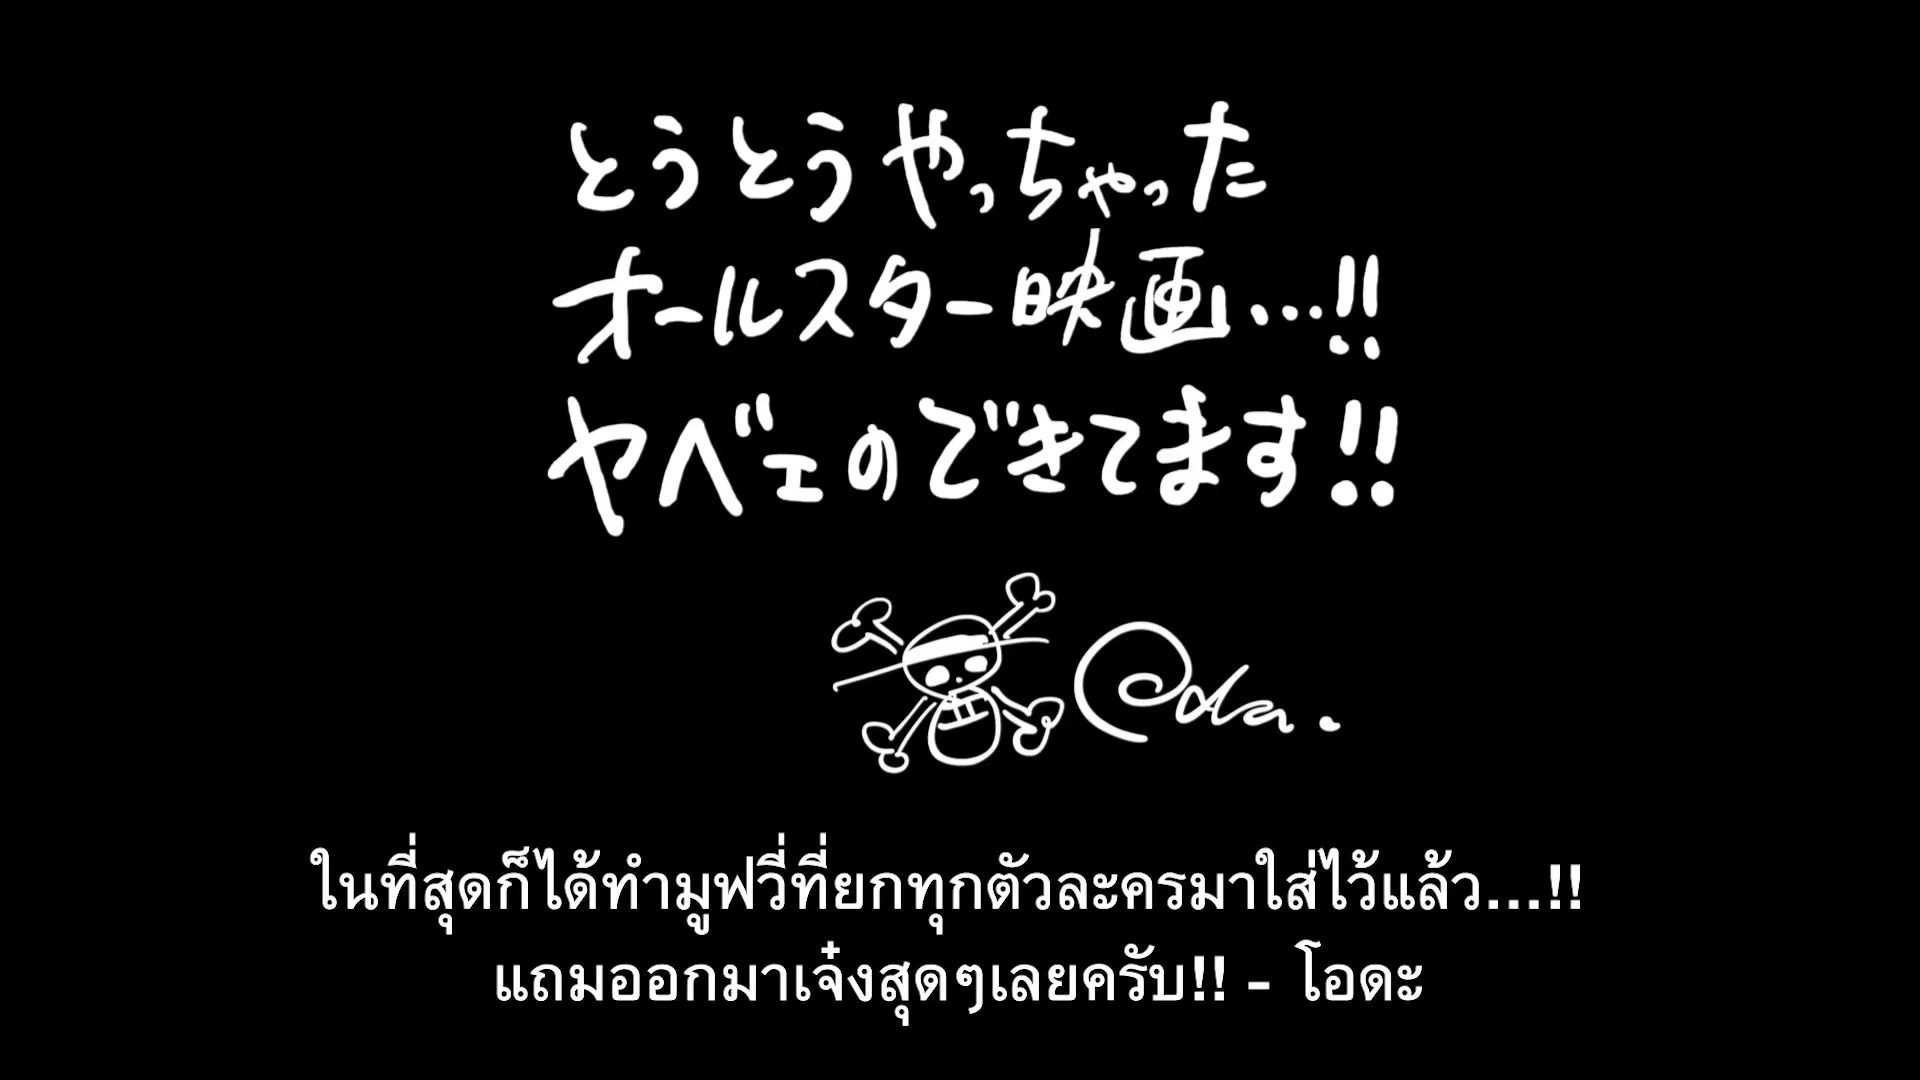 とうとうやっちゃった
オールスター映画…!!
ヤベェのできてます!!
Oda.
ในที่สุดก็ได้ทำมูฟวี่ที่ยกทุกตัวละครมาใส่ไว้แล้ว...!!
แถมออกมาเจ๋งสุดๆเลยครับ!! - โอดะ